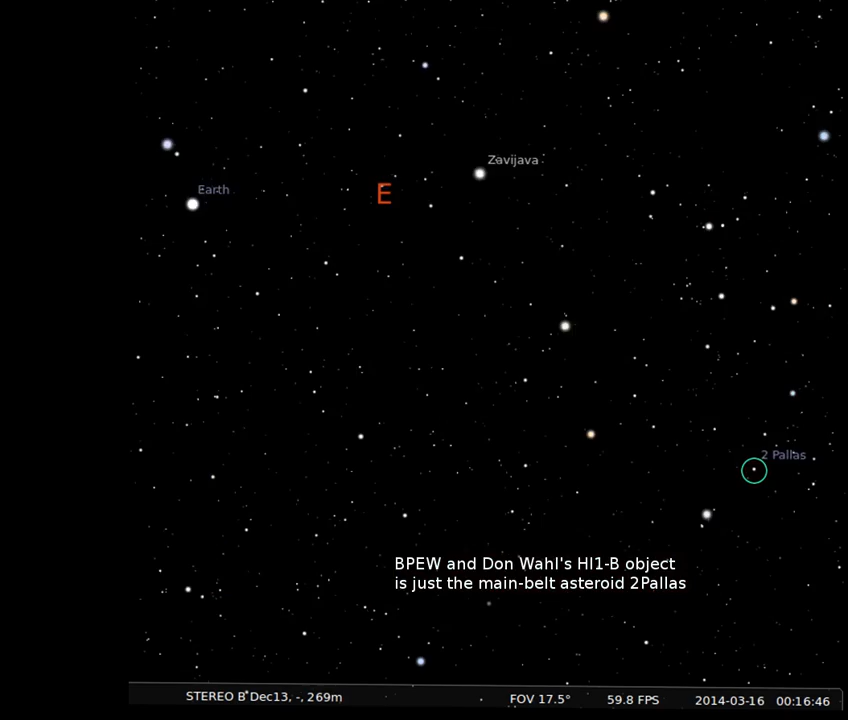 Zavijava
Earth
E
2 Pallas
BPEW and Don Wahl's HI1-B object
is just the main-belt asteroid 2Pallas
STEREO B Dec13, -, 269m FOV 17.5° 59.8 FPS 2014-03-16 00:16:46